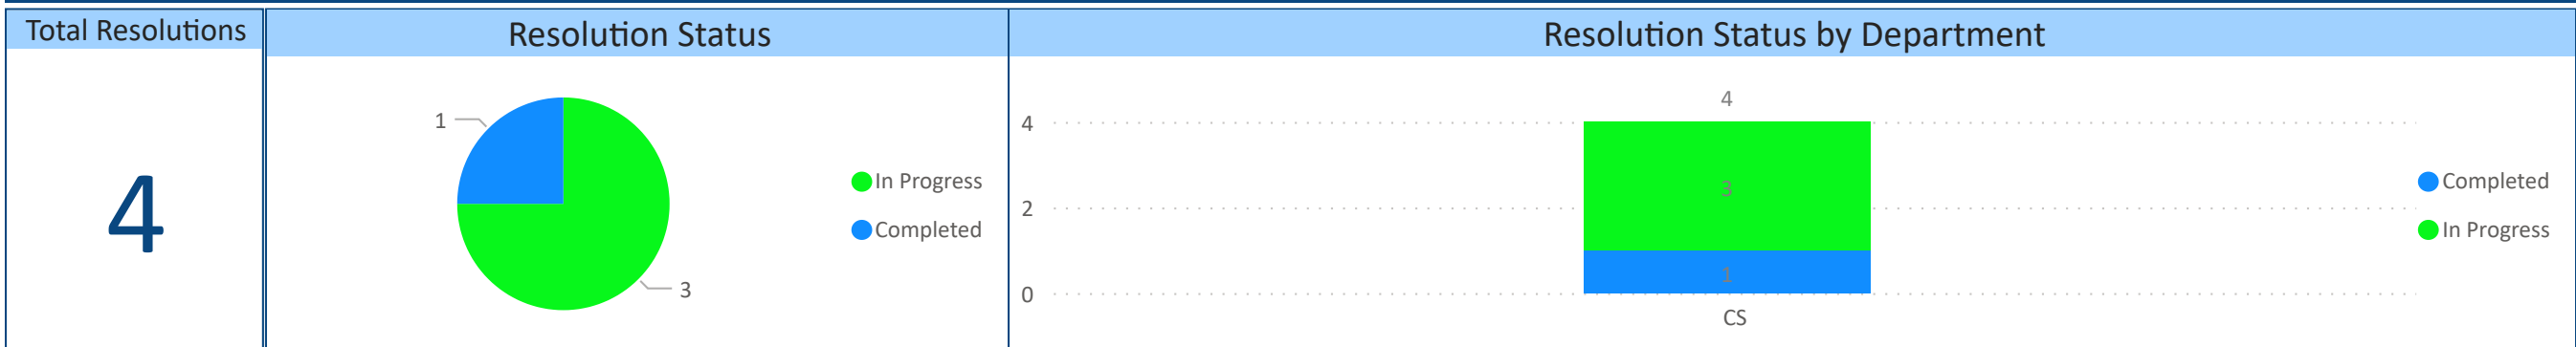 Total Resolutions
4
Resolution Status
1
3
In Progress
Completed
Resolution Status by Department
4
4
2
0
3
1
CS
Completed
In Progress